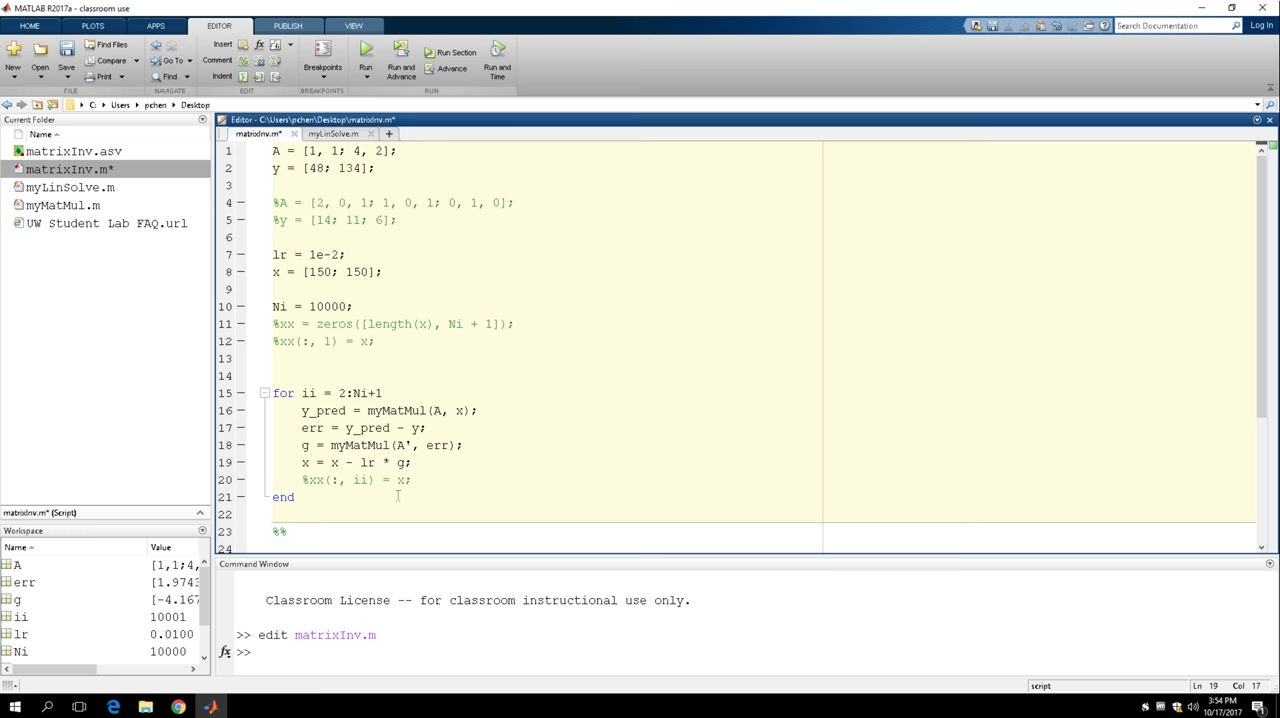 MATLAB R2017a - classroom use
HOME PLOTS APPS EDITOR PUBLISH VIEW
Search Documentation Log In
New Open Save Find Files Compare Print
Go To Find
Insert Comment Indent
Breakpoints
Run Run and Advance Run Section Advance Run and Time
FILE NAVIGATE EDIT BREAKPOINTS RUN
C: Users pchen Desktop
Current Folder
Name
matrixInv.asv
matrixInv.m*
myLinSolve.m
myMatMul.m
UW Student Lab FAQ.url
matrixInv.m* (Script)
Workspace
Name Value
A [1,1;4,
err [1.9743
g [-4.167
ii 10001
lr 0.0100
Ni 10000
Editor - C:\Users\pchen\Desktop\matrixInv.m*
matrixInv.m* myLinSolve.m
1 A = [1, 1; 4, 2];
2 y = [48; 134];
3
4 %A = [2, 0, 1; 1, 0, 1; 0, 1, 0];
5 %y = [14; 11; 6];
6
7 lr = 1e-2;
8 x = [150; 150];
9
10 Ni = 10000;
11 %xx = zeros([length(x), Ni + 1]);
12 %xx(:, 1) = x;
13
14
15 for ii = 2:Ni+1
16 y_pred = myMatMul(A, x);
17 err = y_pred - y;
18 g = myMatMul(A', err);
19 x = x - lr * g;
20 %xx(:, ii) = x;
21 end
22
23 %%
24
Command Window
Classroom License -- for classroom instructional use only.
>> edit matrixInv.m
fx >>
script Ln 19 Col 17
3:54 PM
10/17/2017